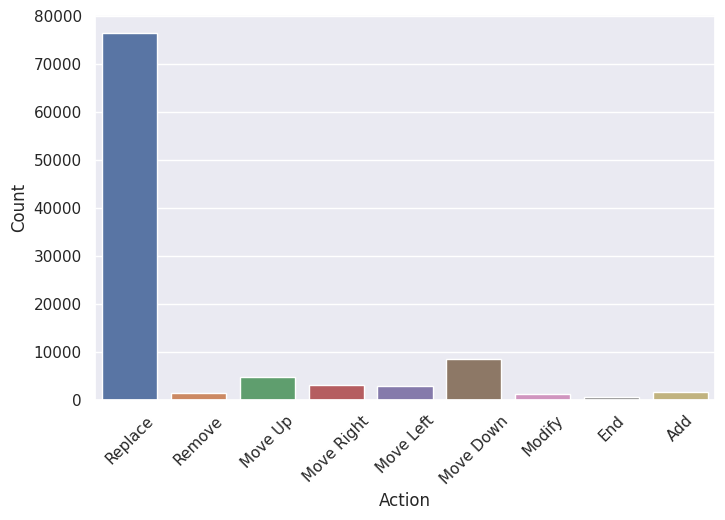 80000
70000
60000
50000
40000
30000
20000
10000
0
Count
Replace
Remove
Move Up
Move Right
Move Left
Move Down
Modify
End
Add
Action